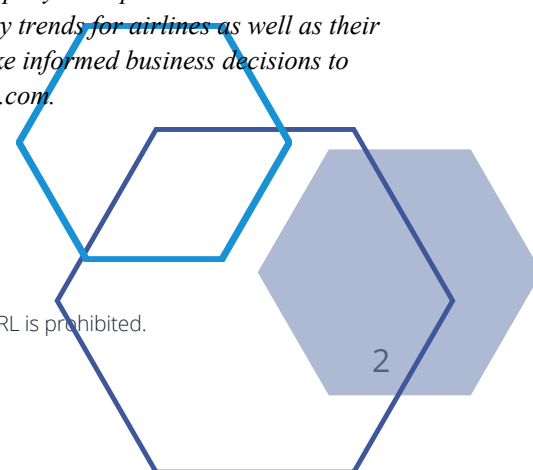 y trends for airlines as well as their
ke informed business decisions to
.com.
RL is prohibited.
2